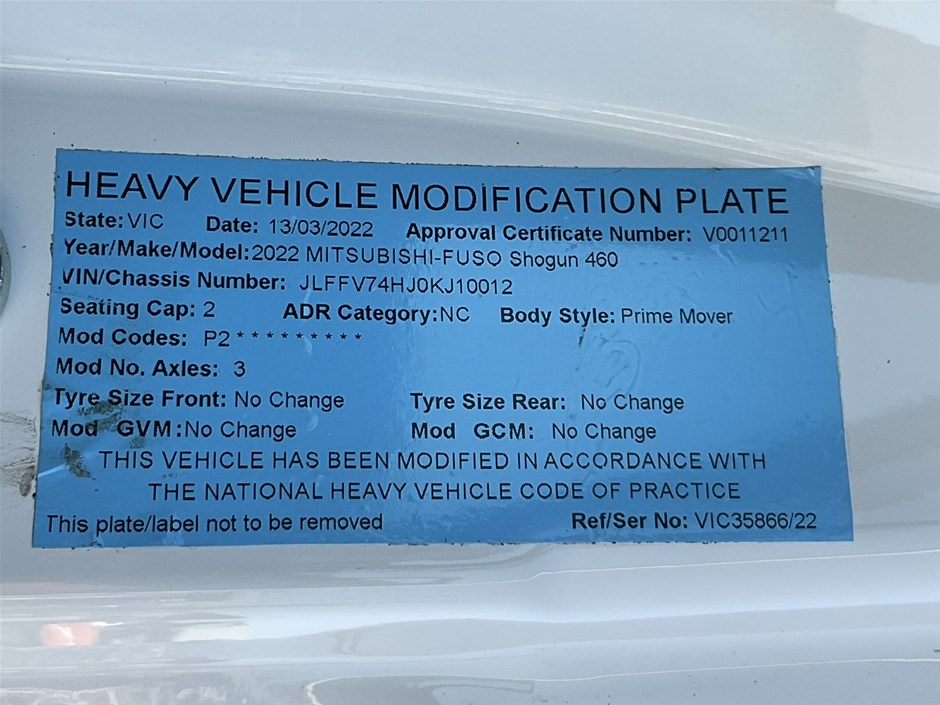 HEAVY VEHICLE MODIFICATION PLATE
State: VIC Date: 13/03/2022 Approval Certificate Number: V0011211
Year/Make/Model: 2022 MITSUBISHI-FUSO Shogun 460
VIN/Chassis Number: JLFFV74HJ0KJ10012
Seating Cap: 2 ADR Category: NC Body Style: Prime Mover
Mod Codes: P2 * * * * * * * * *
Mod No. Axles: 3
Tyre Size Front: No Change Tyre Size Rear: No Change
Mod GVM: No Change Mod GCM: No Change
THIS VEHICLE HAS BEEN MODIFIED IN ACCORDANCE WITH
THE NATIONAL HEAVY VEHICLE CODE OF PRACTICE
This plate/label not to be removed Ref/Ser No: VIC35866/22